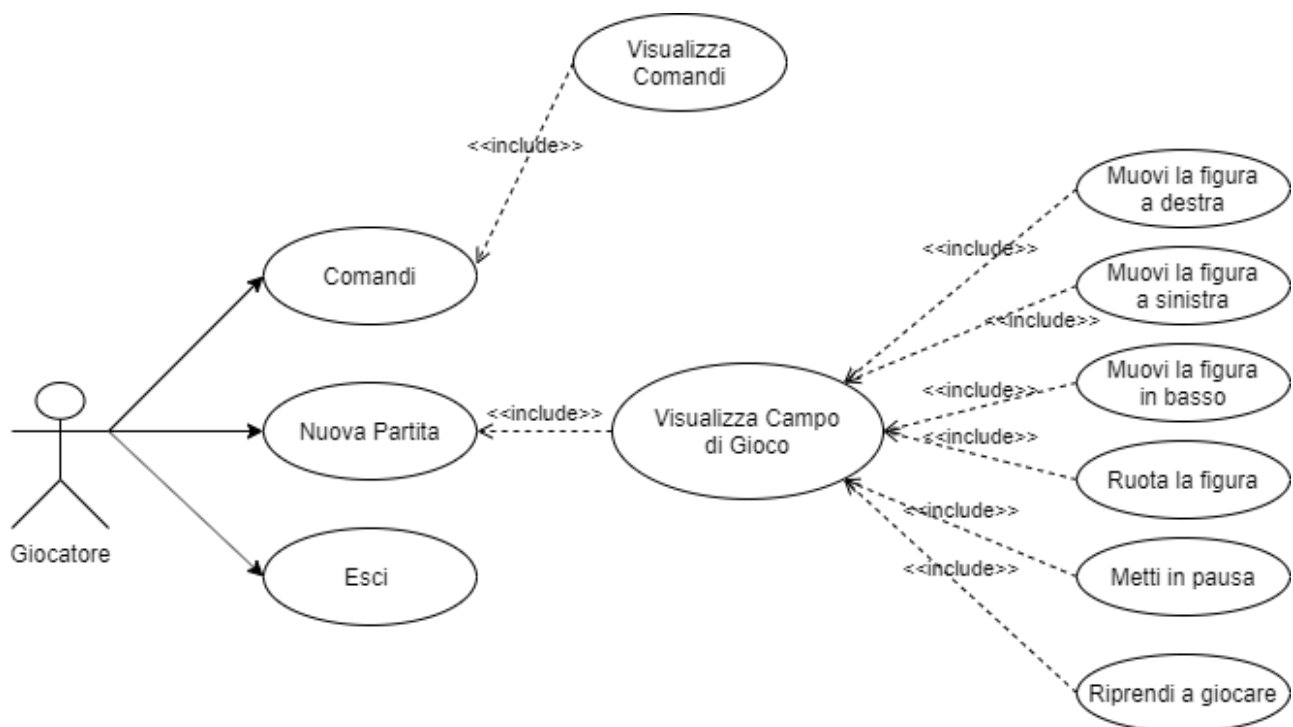 Visualizza
Comandi
<<include>>
Comandi
Nuova Partita
Esci
Giocatore
<<include>>
Visualizza Campo
di Gioco
<<include>>
<<include>>
<<include>>
<<include>>
<<include>>
<<include>>
Muovi la figura
a destra
Muovi la figura
a sinistra
Muovi la figura
in basso
Ruota la figura
Metti in pausa
Riprendi a giocare